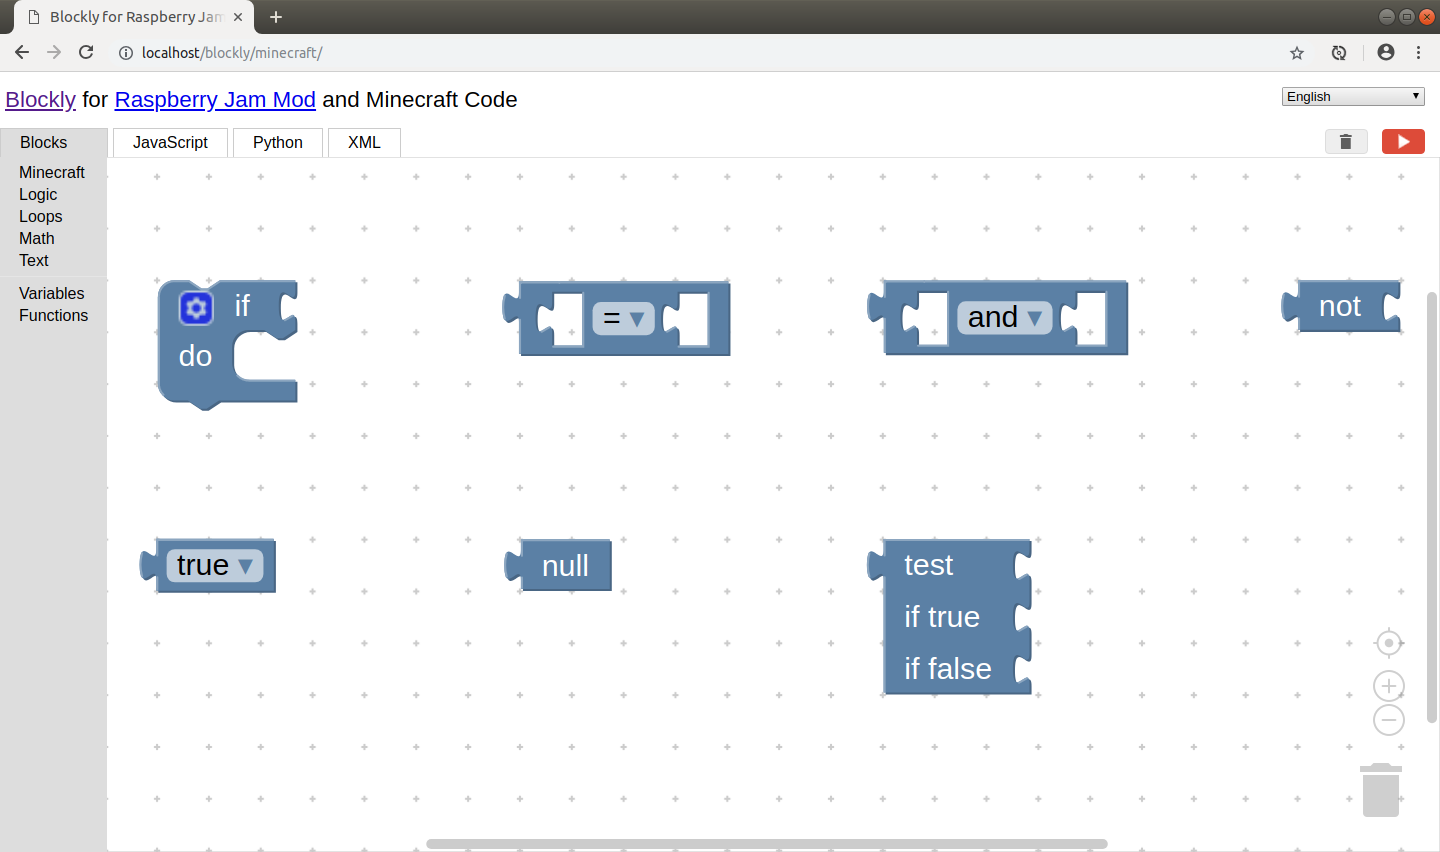 Blockly for Raspberry Jam
localhost/blockly/minecraft/
Blockly for Raspberry Jam Mod and Minecraft Code
English
Blocks
JavaScript
Python
XML
Minecraft
Logic
Loops
Math
Text
Variables
Functions
if
do
=
and
not
true
null
test
if true
if false